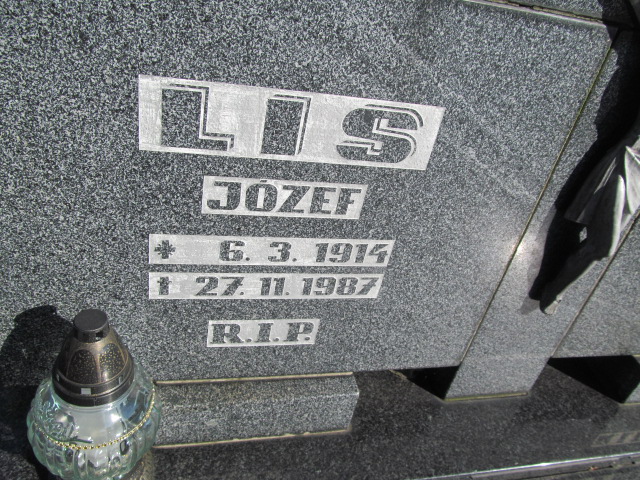 LIS
JÓZEF
* 6. 3. 1914
† 27. 11. 1987
R.I.P.